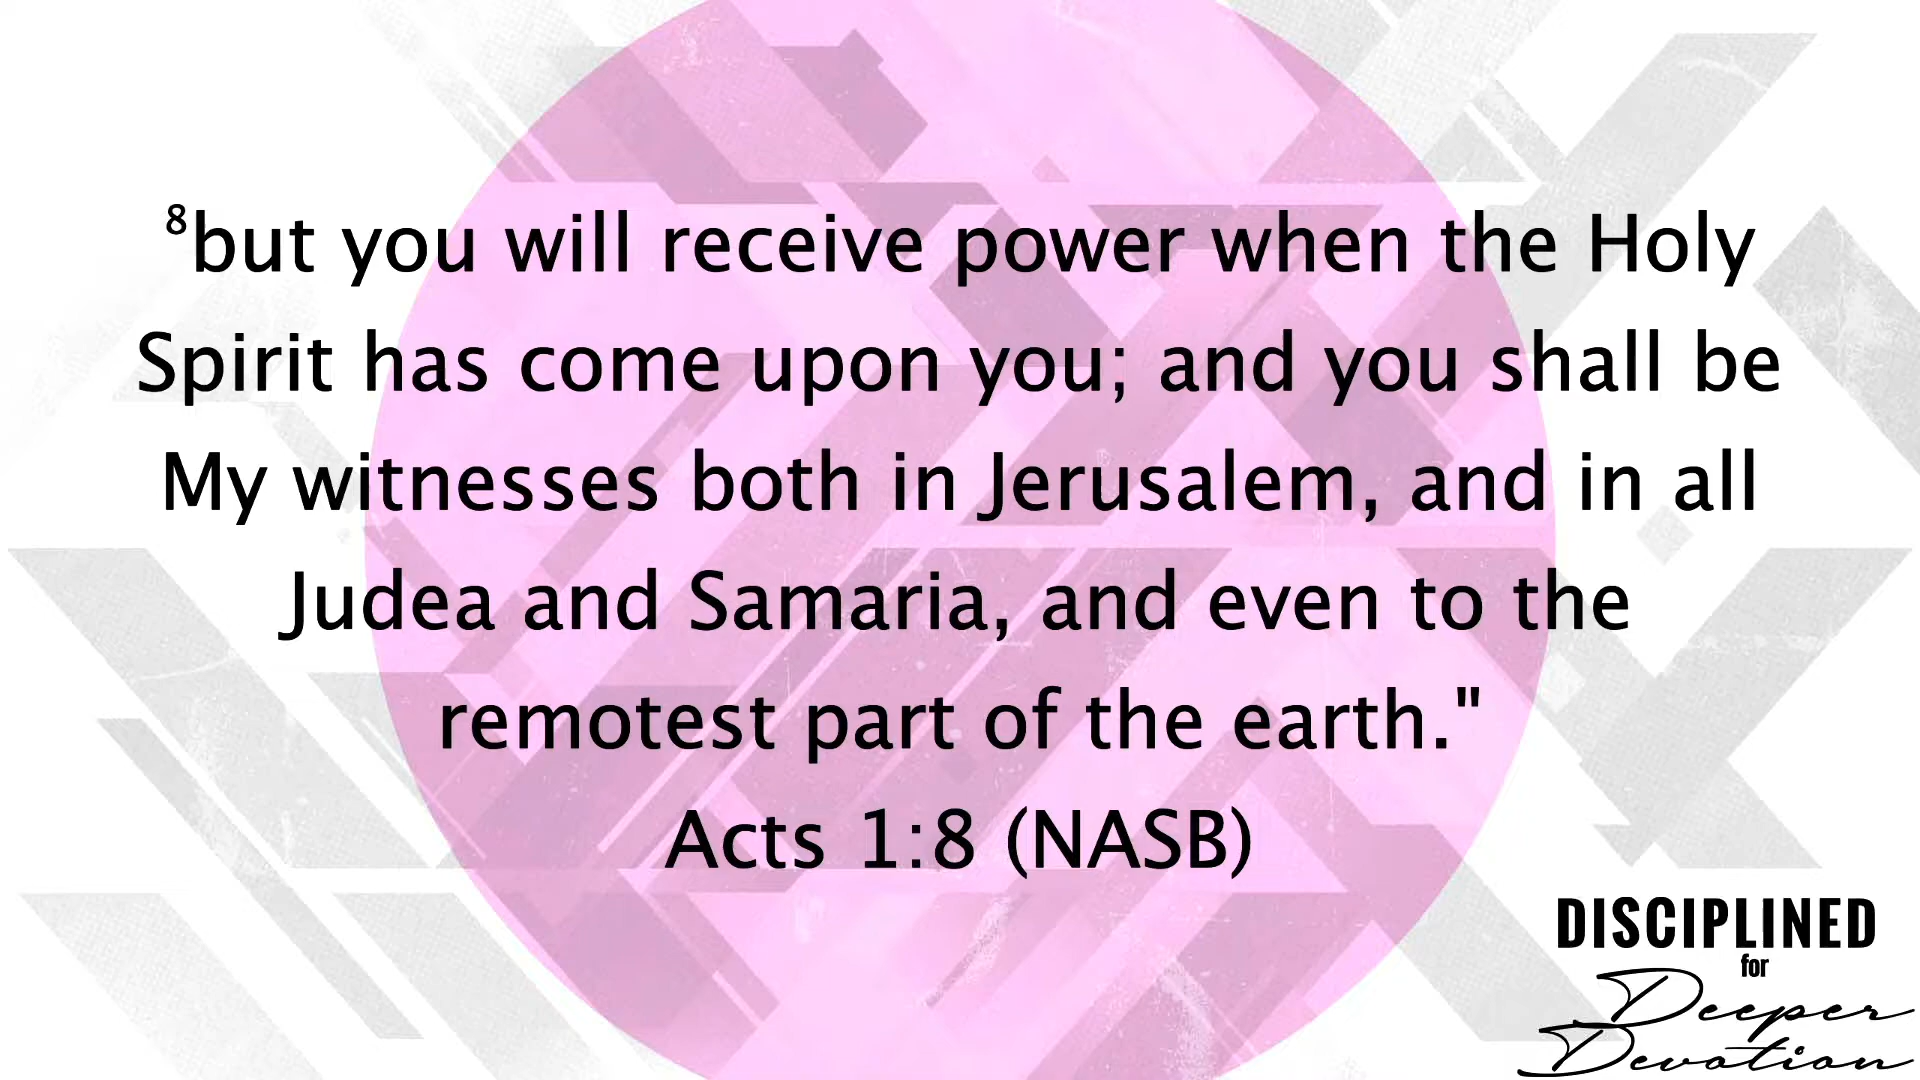 ⁸but you will receive power when the Holy
Spirit has come upon you; and you shall be
My witnesses both in Jerusalem, and in all
Judea and Samaria, and even to the
remotest part of the earth."
Acts 1:8 (NASB)
DISCIPLINED
for
Deeper
Devotion